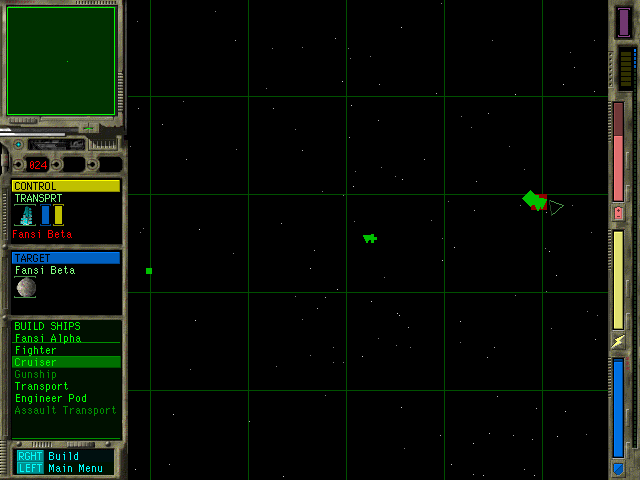 024
CONTROL
TRANSPRT
Fansi Beta
TARGET
Fansi Beta
BUILD SHIPS
Fansi Alpha
Fighter
Cruiser
Gunship
Transport
Engineer Pod
Assault Transport
RGHT Build
LEFT Main Menu